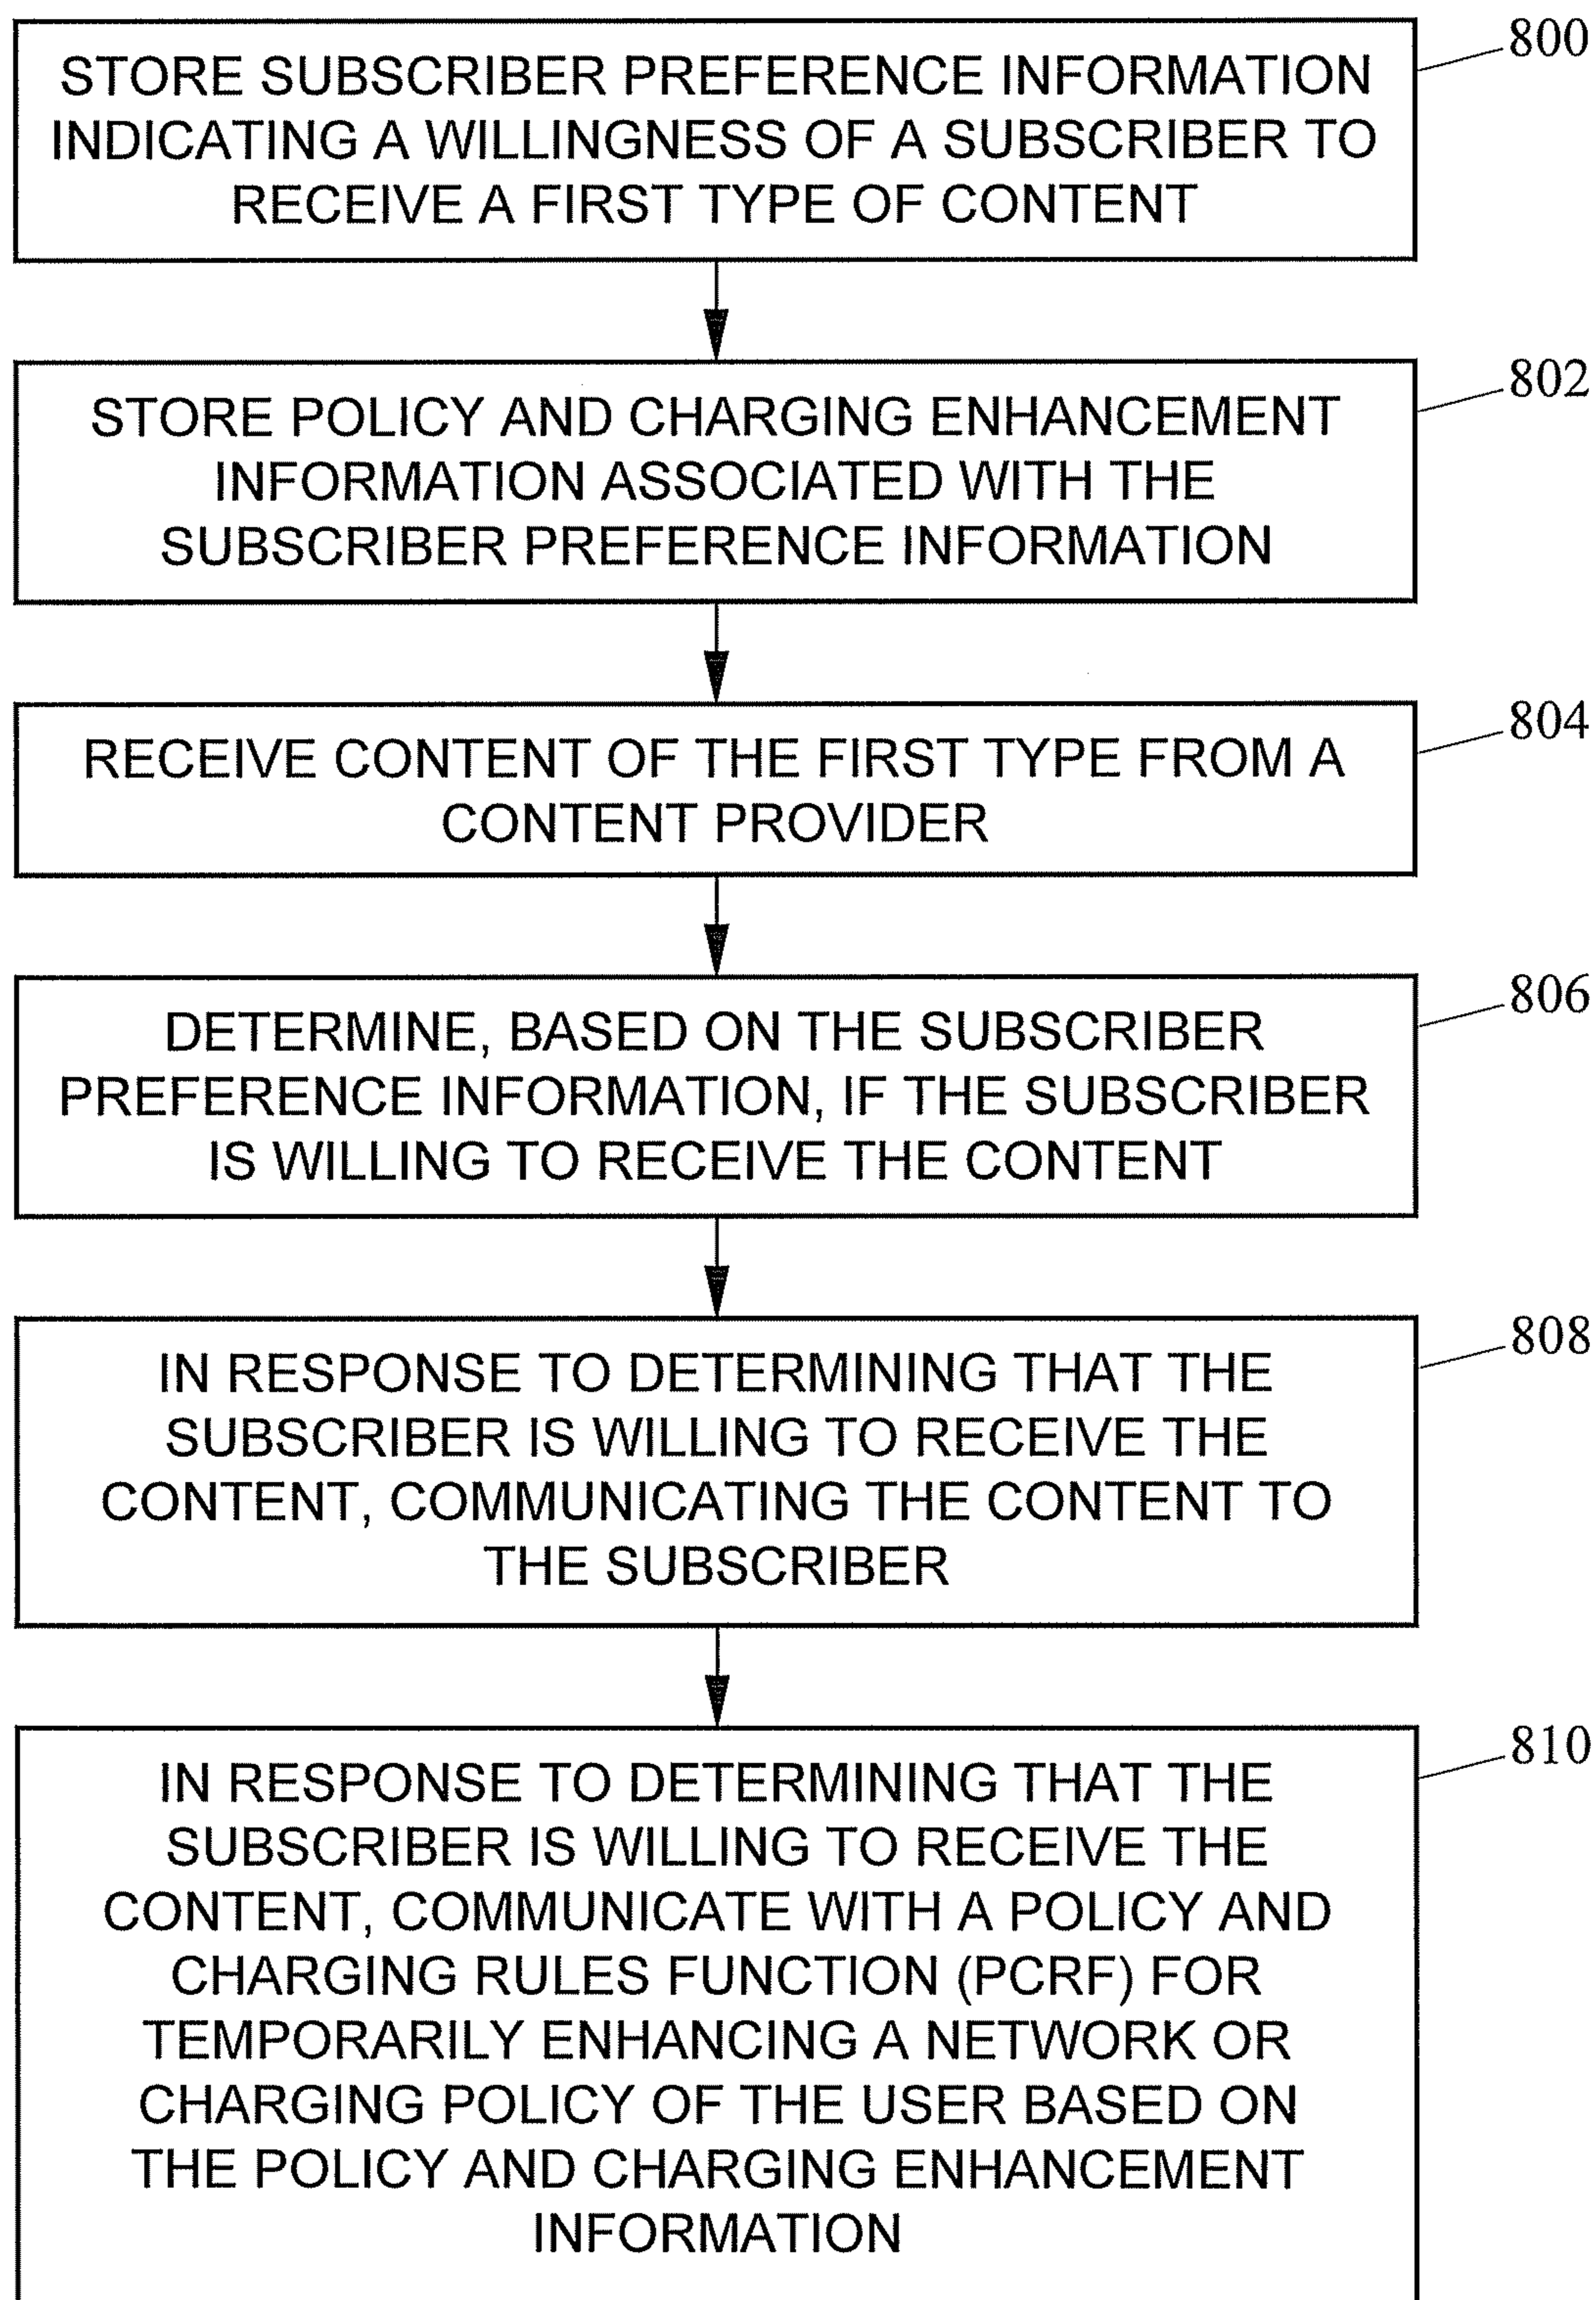 800
STORE SUBSCRIBER PREFERENCE INFORMATION
INDICATING A WILLINGNESS OF A SUBSCRIBER TO
RECEIVE A FIRST TYPE OF CONTENT
802
STORE POLICY AND CHARGING ENHANCEMENT
INFORMATION ASSOCIATED WITH THE
SUBSCRIBER PREFERENCE INFORMATION
804
RECEIVE CONTENT OF THE FIRST TYPE FROM A
CONTENT PROVIDER
806
DETERMINE, BASED ON THE SUBSCRIBER
PREFERENCE INFORMATION, IF THE SUBSCRIBER
IS WILLING TO RECEIVE THE CONTENT
808
IN RESPONSE TO DETERMINING THAT THE
SUBSCRIBER IS WILLING TO RECEIVE THE
CONTENT, COMMUNICATING THE CONTENT TO
THE SUBSCRIBER
810
IN RESPONSE TO DETERMINING THAT THE
SUBSCRIBER IS WILLING TO RECEIVE THE
CONTENT, COMMUNICATE WITH A POLICY AND
CHARGING RULES FUNCTION (PCRF) FOR
TEMPORARILY ENHANCING A NETWORK OR
CHARGING POLICY OF THE USER BASED ON
THE POLICY AND CHARGING ENHANCEMENT
INFORMATION